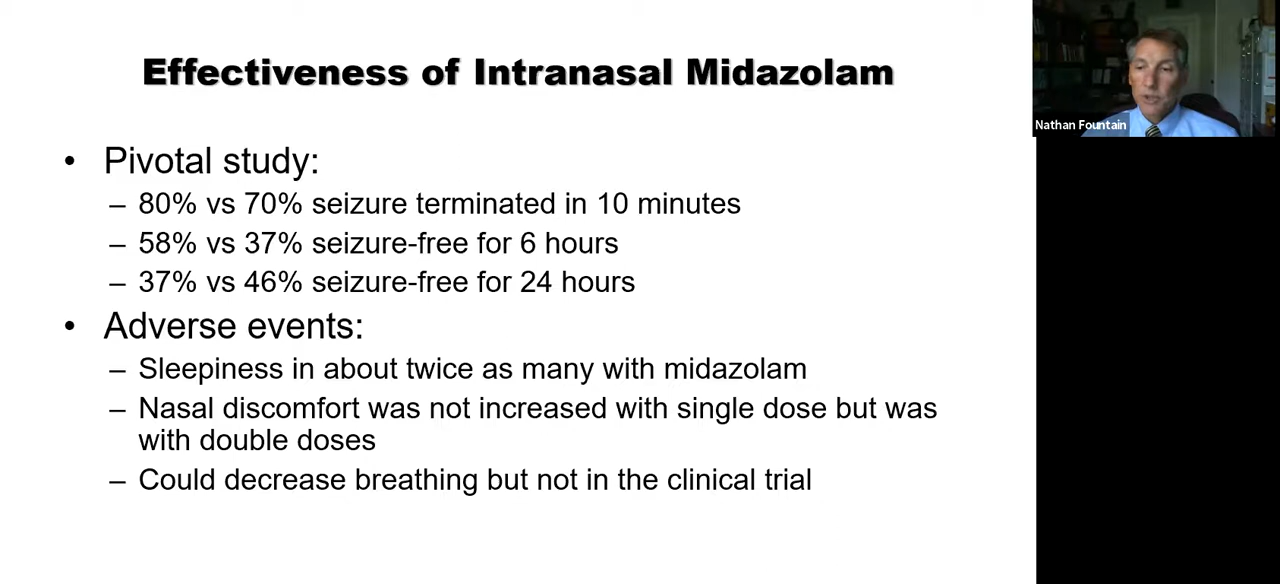 Effectiveness of Intranasal Midazolam
Nathan Fountain
• Pivotal study:
– 80% vs 70% seizure terminated in 10 minutes
– 58% vs 37% seizure-free for 6 hours
– 37% vs 46% seizure-free for 24 hours
• Adverse events:
– Sleepiness in about twice as many with midazolam
– Nasal discomfort was not increased with single dose but was
with double doses
– Could decrease breathing but not in the clinical trial